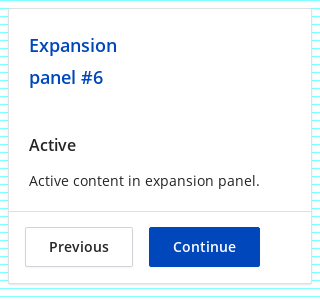 Expansion
panel #6
Active
Active content in expansion panel.
Previous
Continue